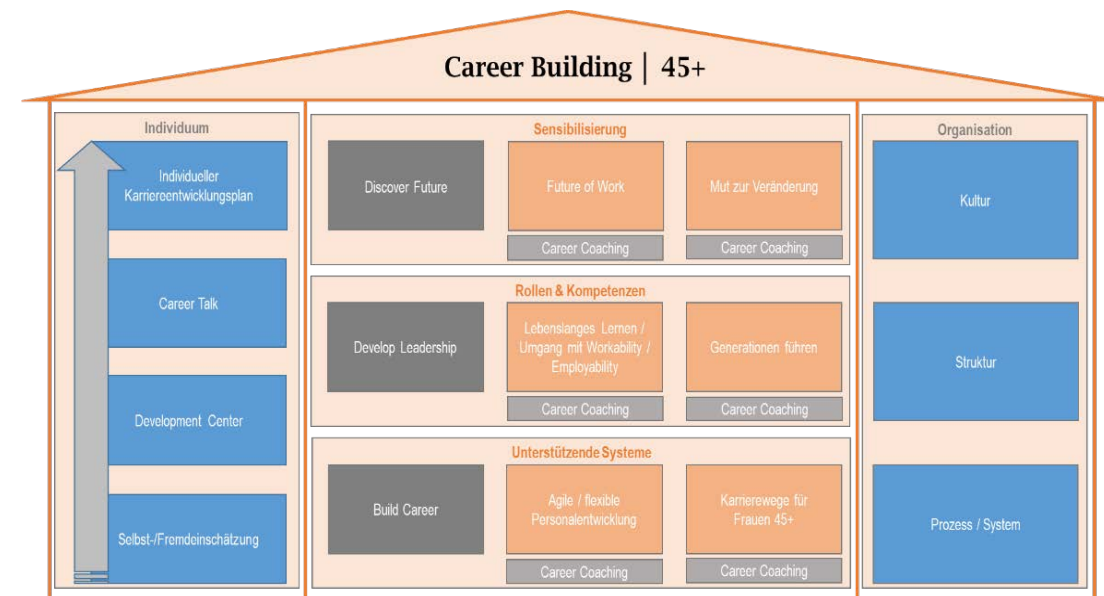 Career Building | 45+
Individuum
Individueller
Karriereentwicklungsplan
Career Talk
Development Center
Selbst-/Fremdeinschätzung
Sensibilisierung
Discover Future
Future of Work
Mut zur Veränderung
Career Coaching
Career Coaching
Rollen & Kompetenzen
Develop Leadership
Lebenslanges Lernen /
Umgang mit Workability /
Employability
Generationen führen
Career Coaching
Career Coaching
Unterstützende Systeme
Build Career
Agile / flexible
Personalentwicklung
Karrierewege für
Frauen 45+
Career Coaching
Career Coaching
Organisation
Kultur
Struktur
Prozess / System